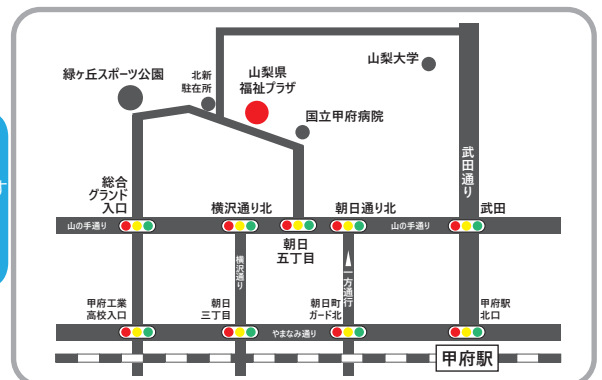 緑ヶ丘スポーツ公園
北新
駐在所
山梨県
福祉プラザ
山梨大学
国立甲府病院
武田通り
す
総合
グランド
入口
横沢通り北
朝日通り北
武田
山の手通り
山の手通り
朝日
五丁目
横沢通り
一方通行
甲府工業
高校入口
朝日
三丁目
朝日町
ガード北
甲府駅
北口
やまなみ通り
甲府駅